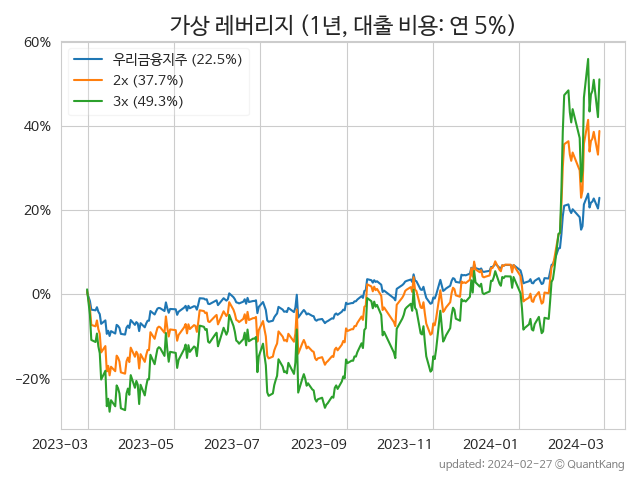 가상 레버리지 (1년, 대출 비용: 연 5%)
60%
우리금융지주 (22.5%)
2x (37.7%)
3x (49.3%)
40%
20%
0%
−20%
2023-03 2023-05 2023-07 2023-09 2023-11 2024-01 2024-03
updated: 2024-02-27 © QuantKang